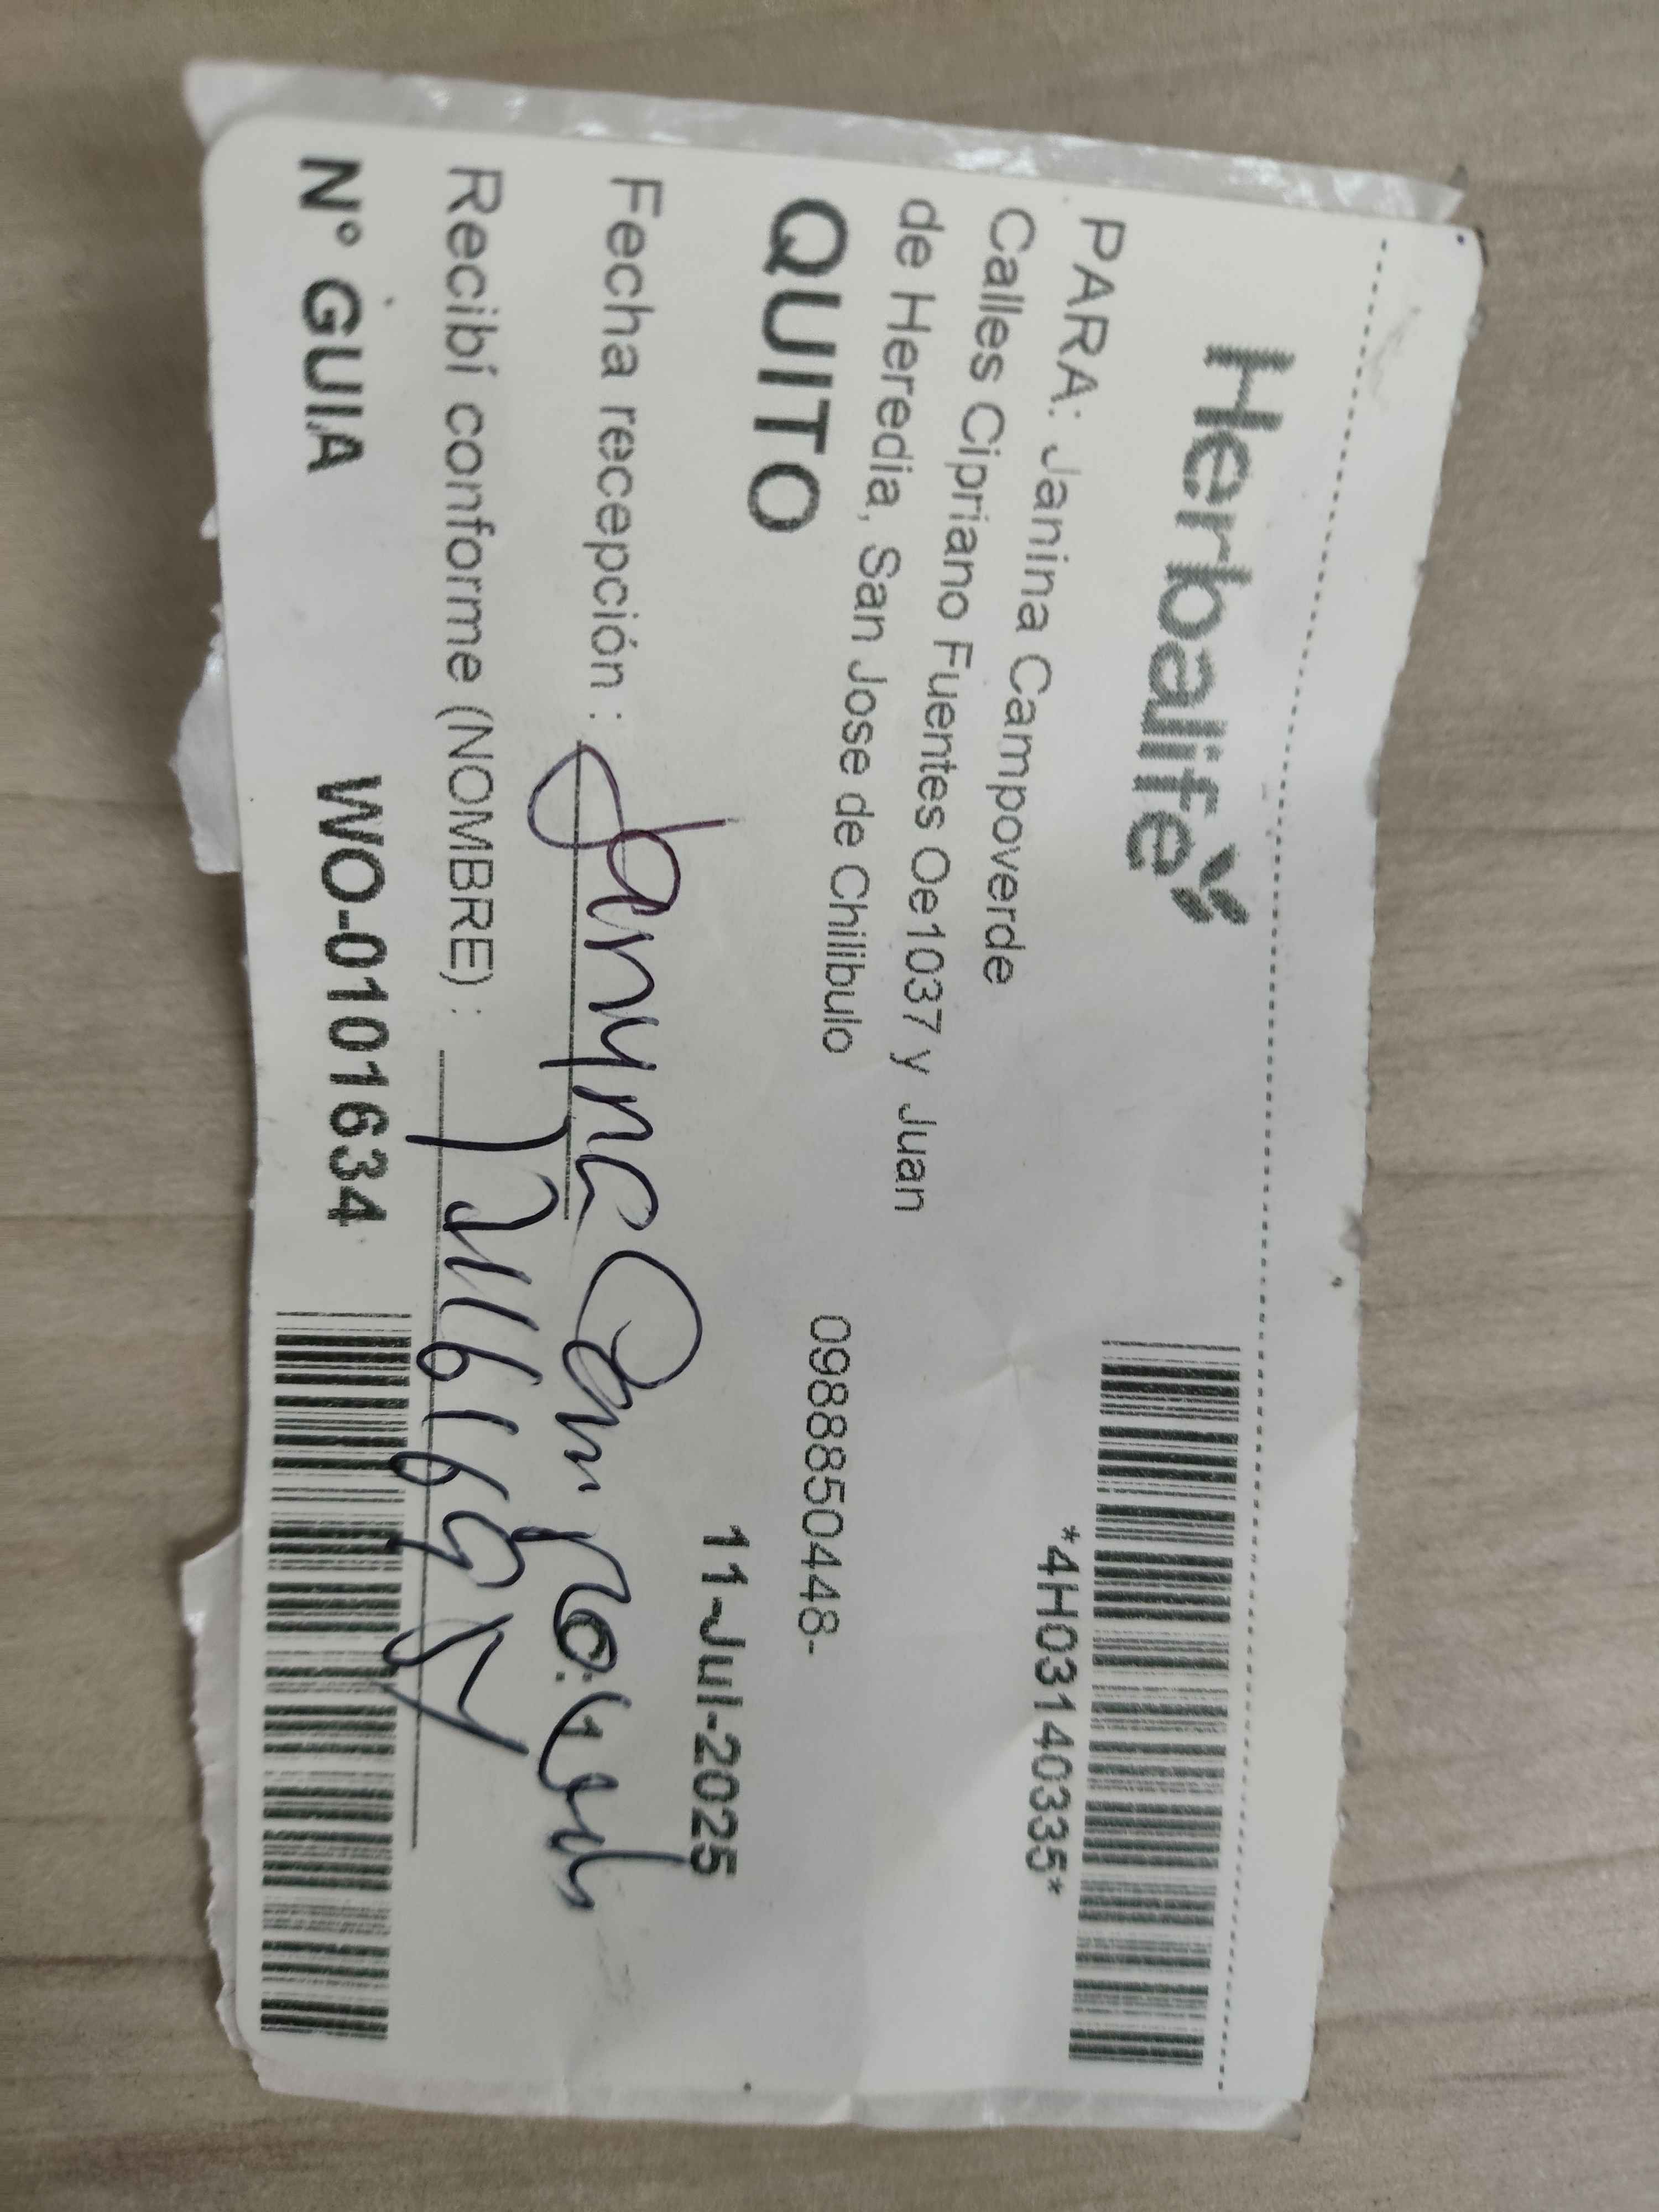 Herbalife
*4H03140335*
PARA: Janina Campoverde
Calles Cipriano Fuentes Oe1037 y Juan
de Heredia, San Jose de Chilibulo
0988850448-
QUITO
11-Jul-2025
Fecha recepción :
Recibí conforme (NOMBRE) :
N° GUIA WO-0101634